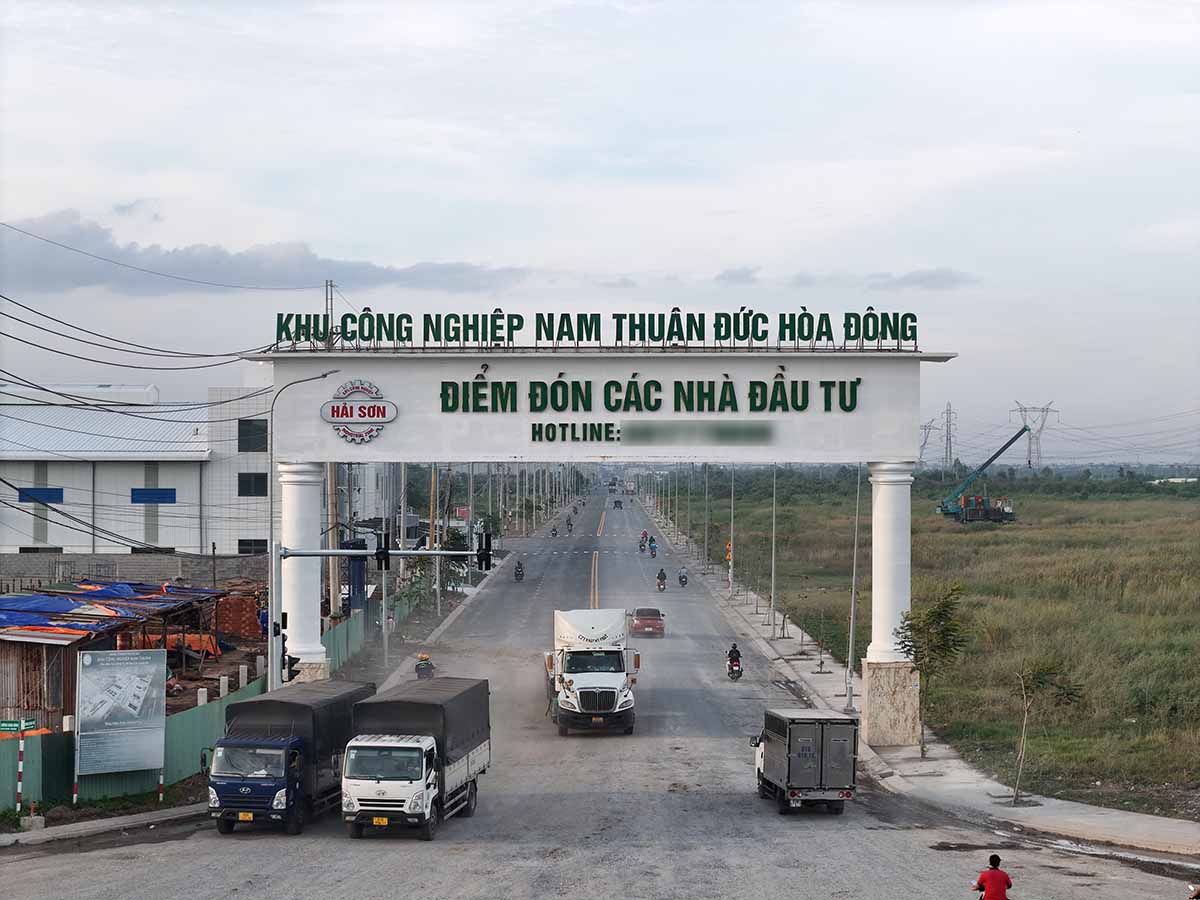 KHU CÔNG NGHIỆP NAM THUẬN ĐỨC HÒA ĐÔNG
ĐIỂM ĐÓN CÁC NHÀ ĐẦU TƯ
HẢI SƠN
HOTLINE: